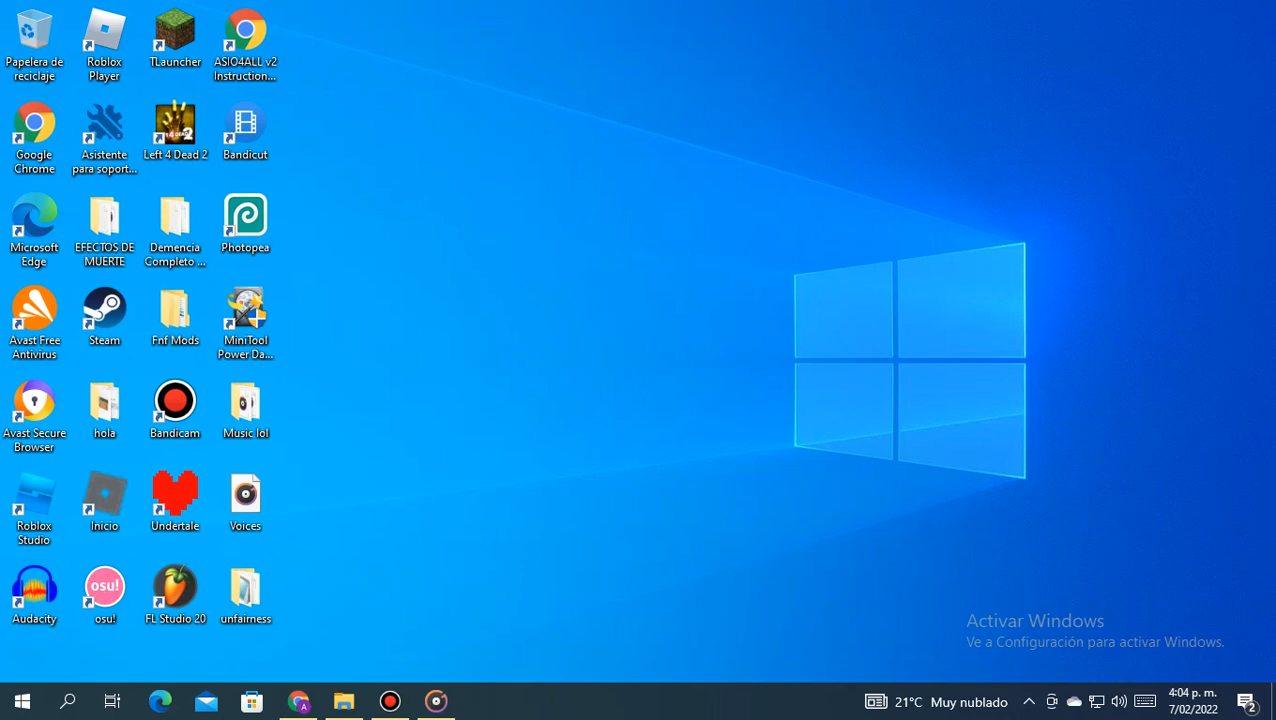 Papelera de
reciclaje
Roblox
Player
TLauncher
ASIO4ALL v2
Instruction...
Google
Chrome
Asistente
para soport...
Left 4 Dead 2
Bandicut
Microsoft
Edge
EFECTOS DE
MUERTE
Demencia
Completo ...
Photopea
Avast Free
Antivirus
Steam
Fnf Mods
MiniTool
Power Da...
Avast Secure
Browser
hola
Bandicam
Music lol
Roblox
Studio
Inicio
Undertale
Voices
Audacity
osu!
osu!
FL Studio 20
unfairness
Activar Windows
Ve a Configuración para activar Windows.
A
21°C Muy nublado
4:04 p. m.
7/02/2022
2